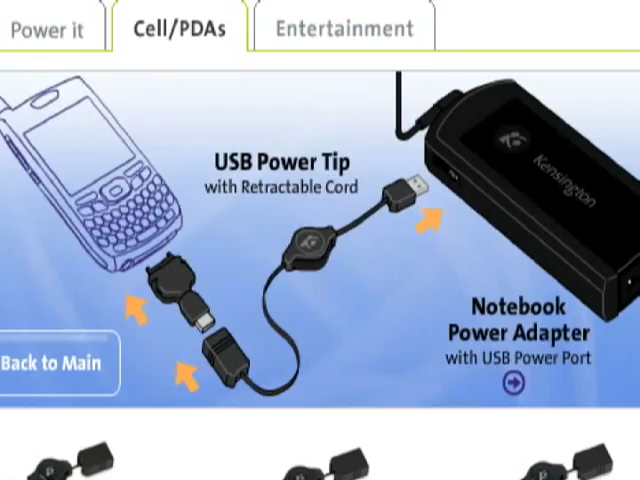 Power it
Cell/PDAs
Entertainment
USB Power Tip
with Retractable Cord
Kensington
Notebook
Power Adapter
with USB Power Port
Back to Main